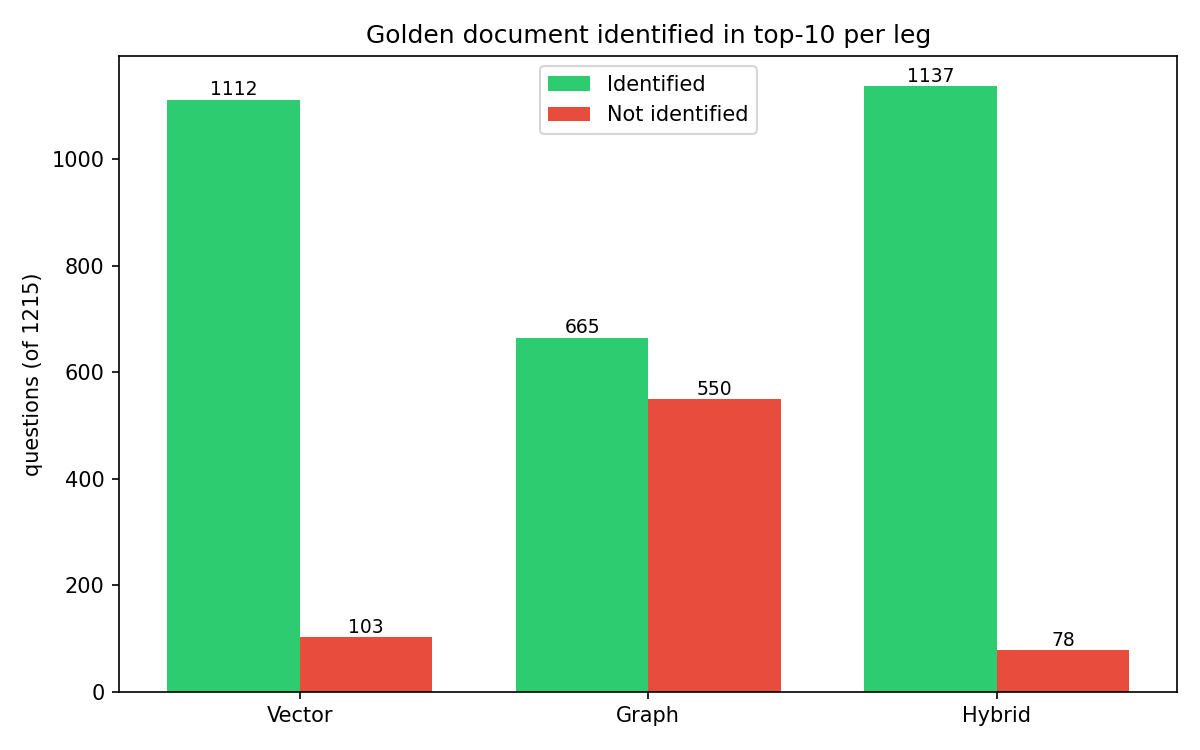 Golden document identified in top-10 per leg
Identified
Not identified
questions (of 1215)
1000
800
600
400
200
0
1112
103
665
550
1137
78
Vector
Graph
Hybrid